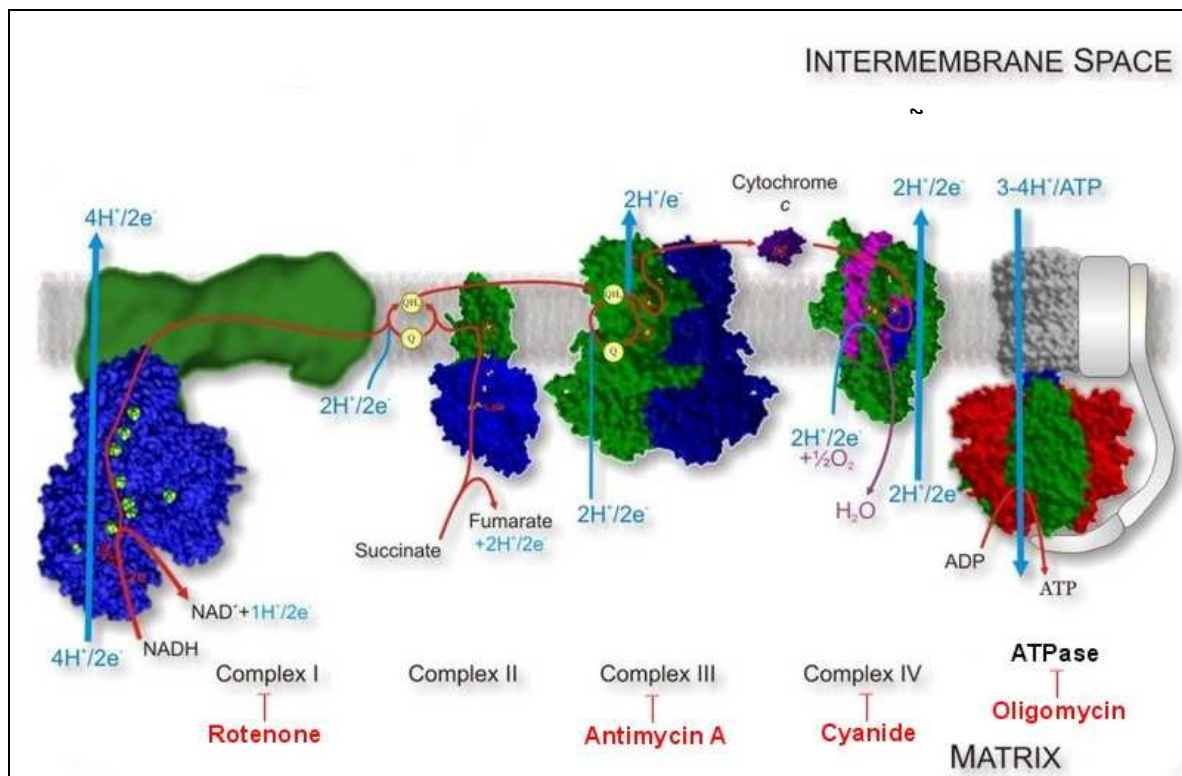 INTERMEMBRANE SPACE
~
4H⁺/2e⁻
2H⁺/e⁻
Cytochrome
c
2H⁺/2e⁻
3-4H⁺/ATP
QH₂
Q
QH₂
Q
2H⁺/2e⁻
2H⁺/2e⁻
+½O₂
H₂O
2H⁺/2e⁻
2H⁺/2e⁻
Fumarate
+2H⁺/2e⁻
Succinate
ADP
ATP
NAD⁺+1H⁺/2e⁻
NADH
4H⁺/2e⁻
Complex I
Complex II
Complex III
Complex IV
ATPase
Rotenone
Antimycin A
Cyanide
Oligomycin
MATRIX